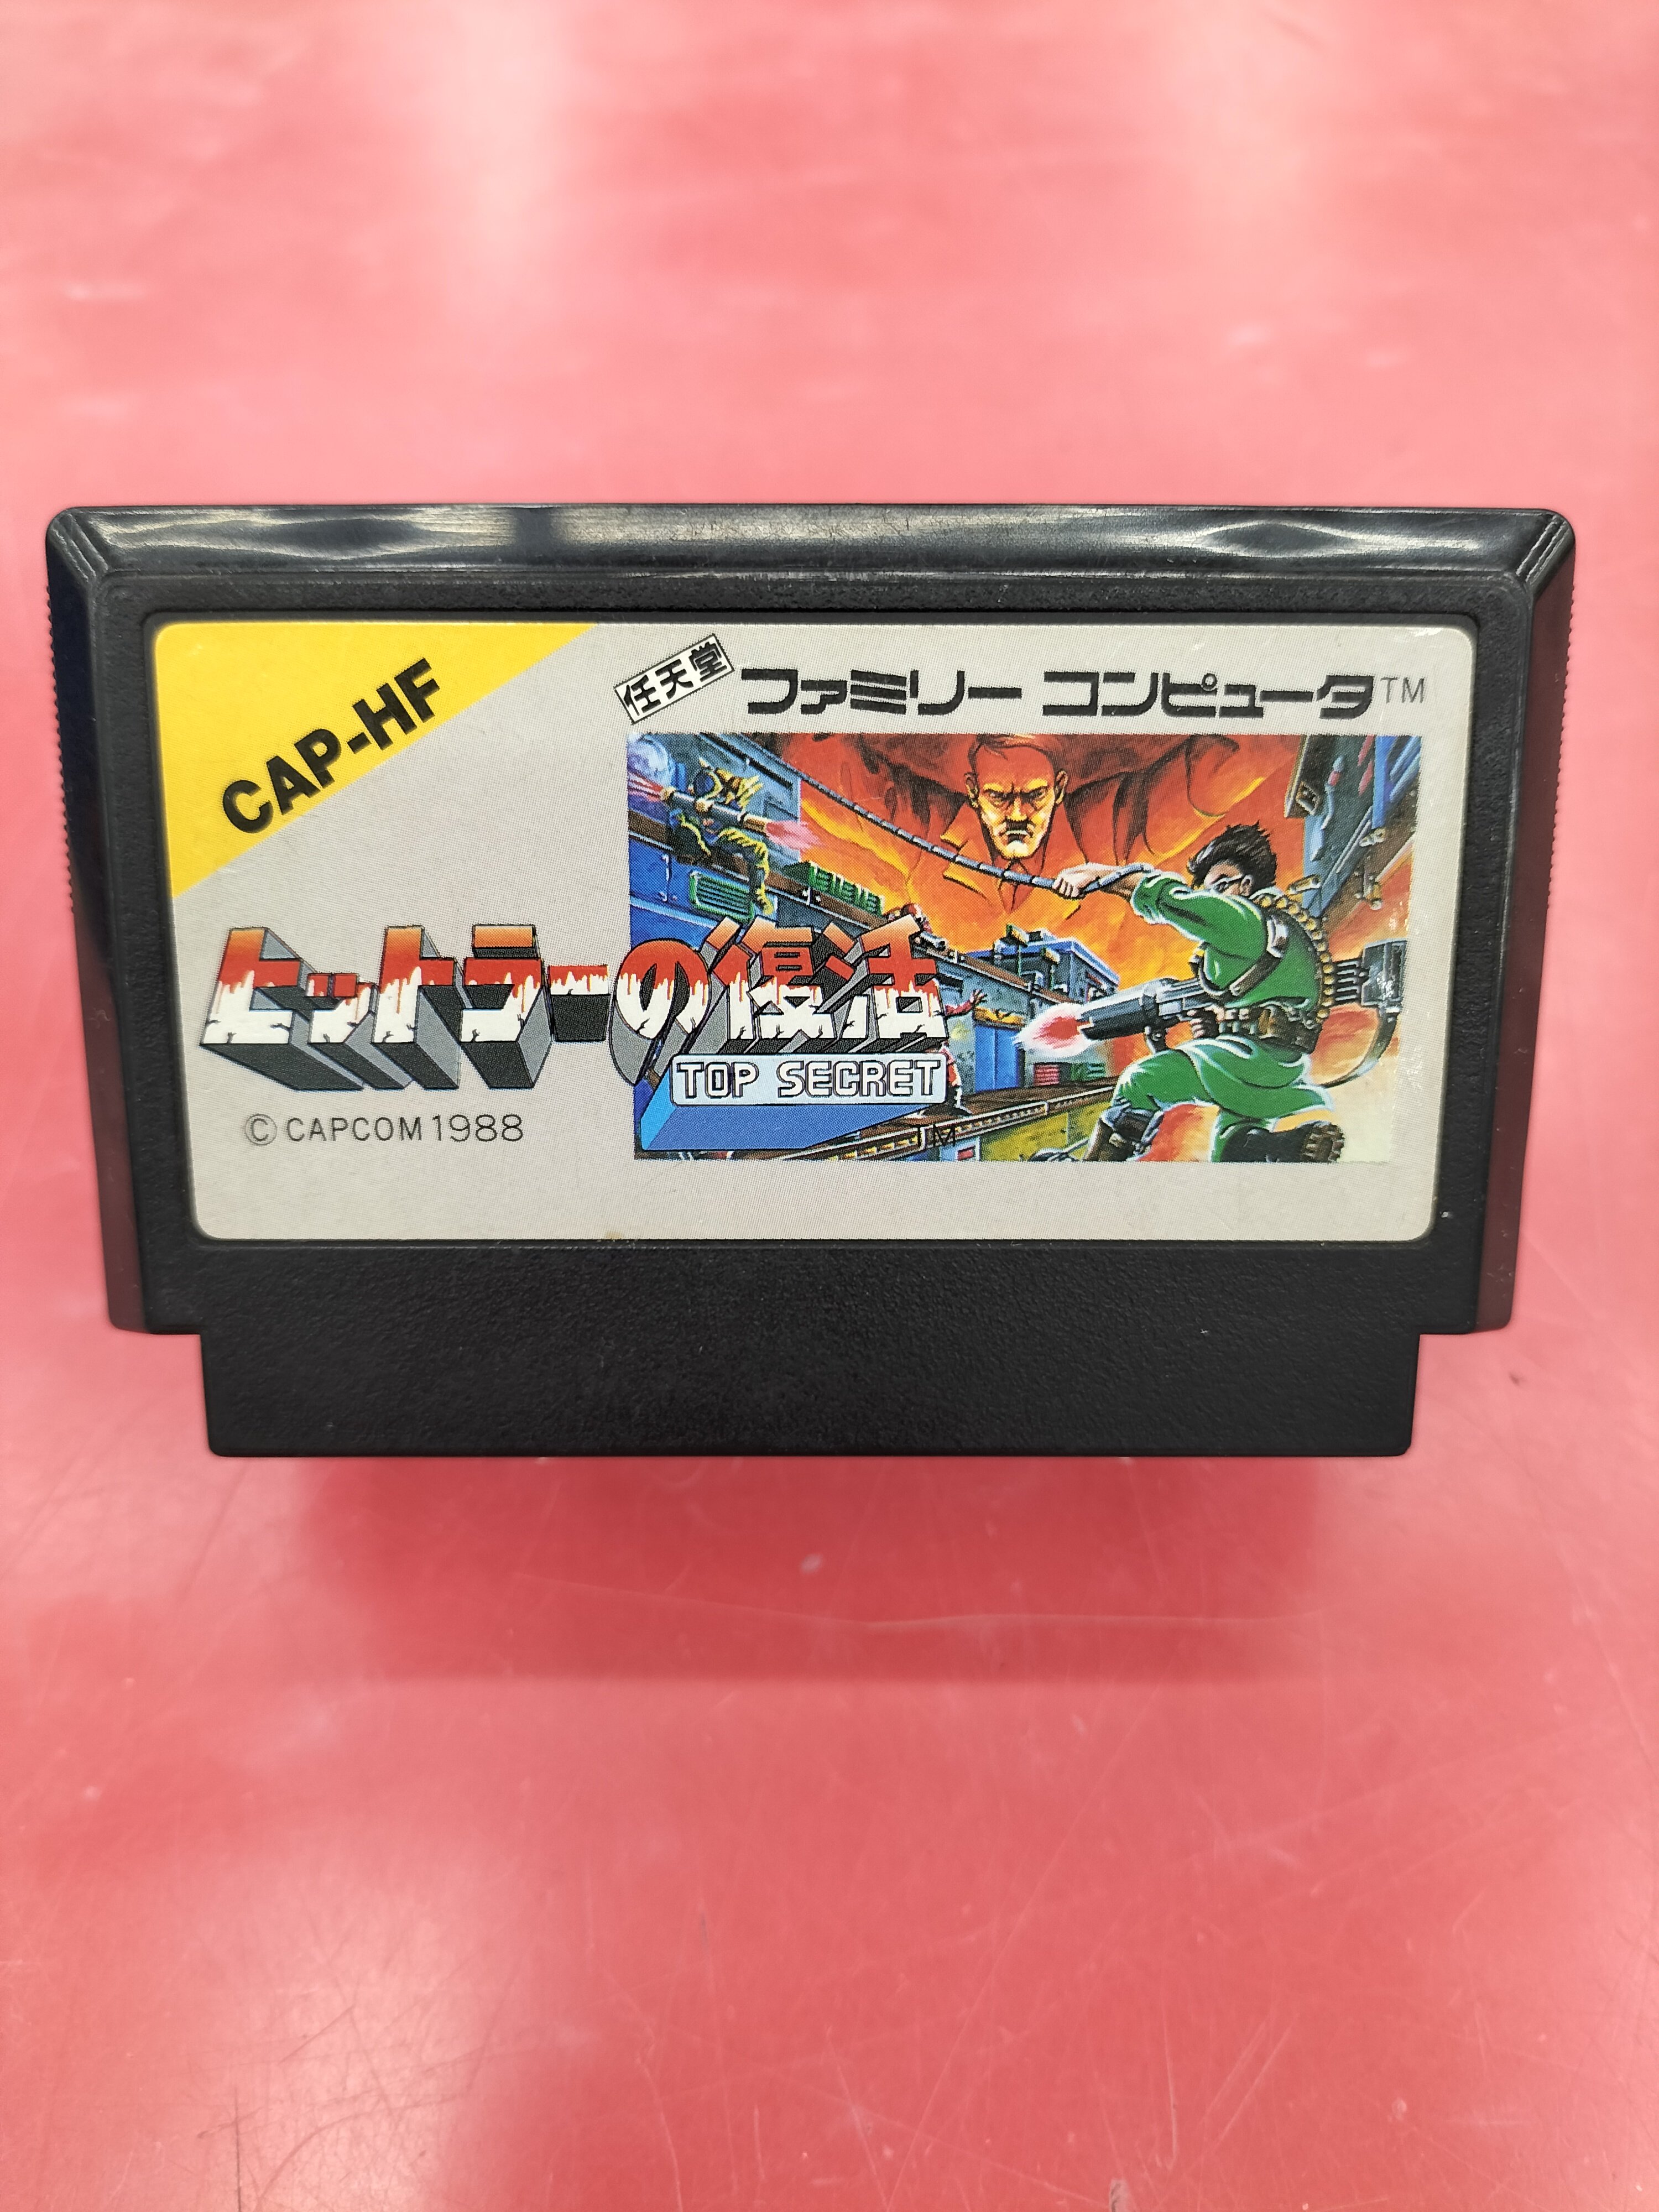 CAP-HF
任天堂 ファミリー コンピュータTM
ヒットラーの復活
TOP SECRET
TM
©CAPCOM 1988